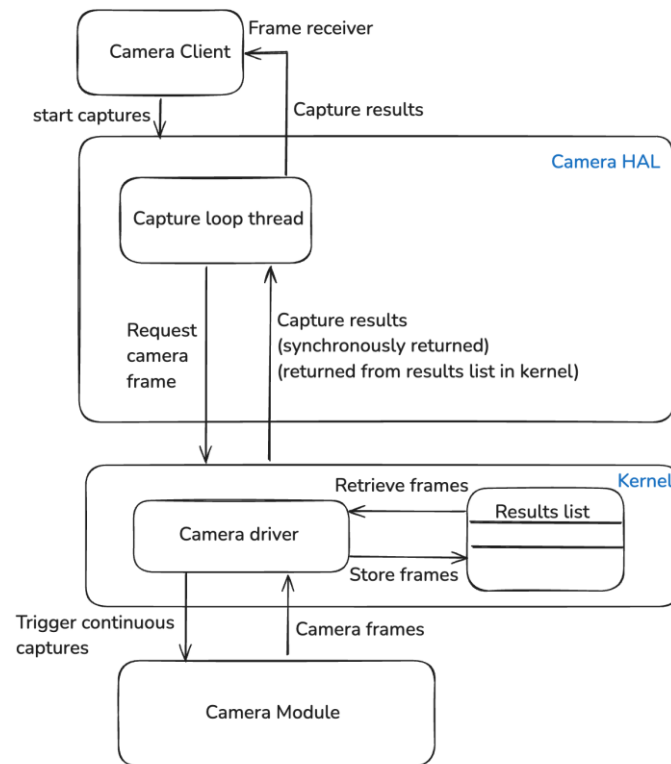 Frame receiver
Camera Client
start captures
Capture results
Camera HAL
Capture loop thread
Request
camera
frame
Capture results
(synchronously returned)
(returned from results list in kernel)
Kernel
Retrieve frames
Results list
Camera driver
Store frames
Trigger continuous
captures
Camera frames
Camera Module